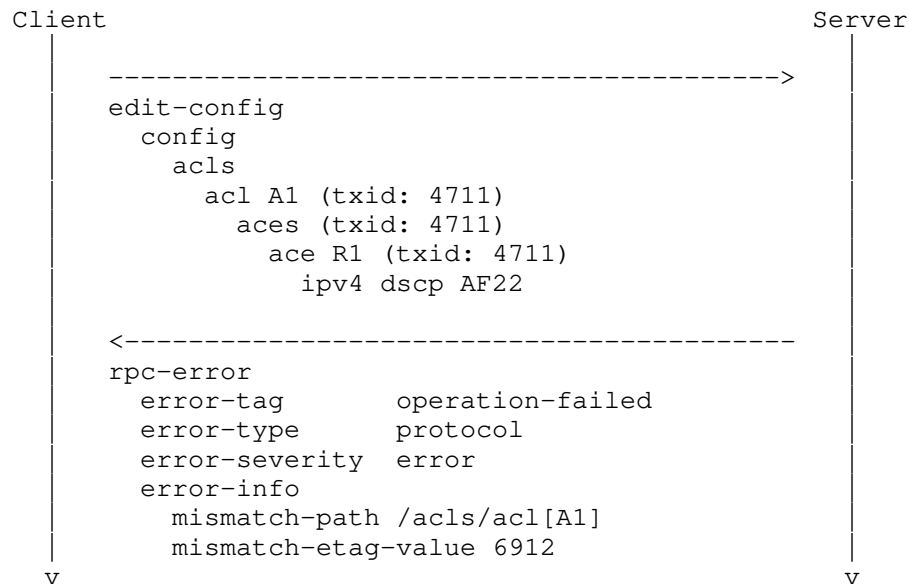 Client Server
------------------------------------------>
edit-config
config
acls
acl A1 (txid: 4711)
aces (txid: 4711)
ace R1 (txid: 4711)
ipv4 dscp AF22
<------------------------------------------
rpc-error
error-tag operation-failed
error-type protocol
error-severity error
error-info
mismatch-path /acls/acl[A1]
mismatch-etag-value 6912
v v